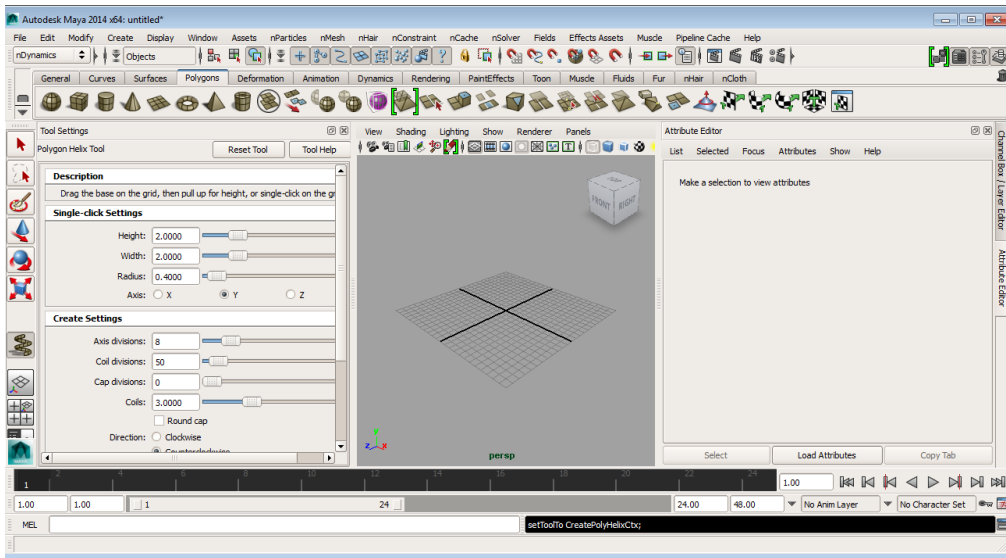 Autodesk Maya 2014 x64: untitled*
File Edit Modify Create Display Window Assets nParticles nMesh nHair nConstraint nCache nSolver Fields Effects Assets Muscle Pipeline Cache Help
nDynamics Objects
General Curves Surfaces Polygons Deformation Animation Dynamics Rendering PaintEffects Toon Muscle Fluids Fur nHair nCloth
Tool Settings
Polygon Helix Tool Reset Tool Tool Help
Description
Drag the base on the grid, then pull up for height, or single-click on the gr
Single-click Settings
Height: 2.0000
Width: 2.0000
Radius: 0.4000
Axis: X Y Z
Create Settings
Axis divisions: 8
Coil divisions: 50
Cap divisions: 0
Coils: 3.0000
Round cap
Direction: Clockwise
Counterclockwise
View Shading Lighting Show Renderer Panels
FRONT RIGHT
y
z x
persp
Attribute Editor
List Selected Focus Attributes Show Help
Make a selection to view attributes
Select Load Attributes Copy Tab
Channel Box / Layer Editor
Attribute Editor
2 4 6 8 10 12 14 16 18 20 22 24
1 1.00
1.00 1.00 1 24 24.00 48.00 No Anim Layer No Character Set
MEL setToolTo CreatePolyHelixCtx;